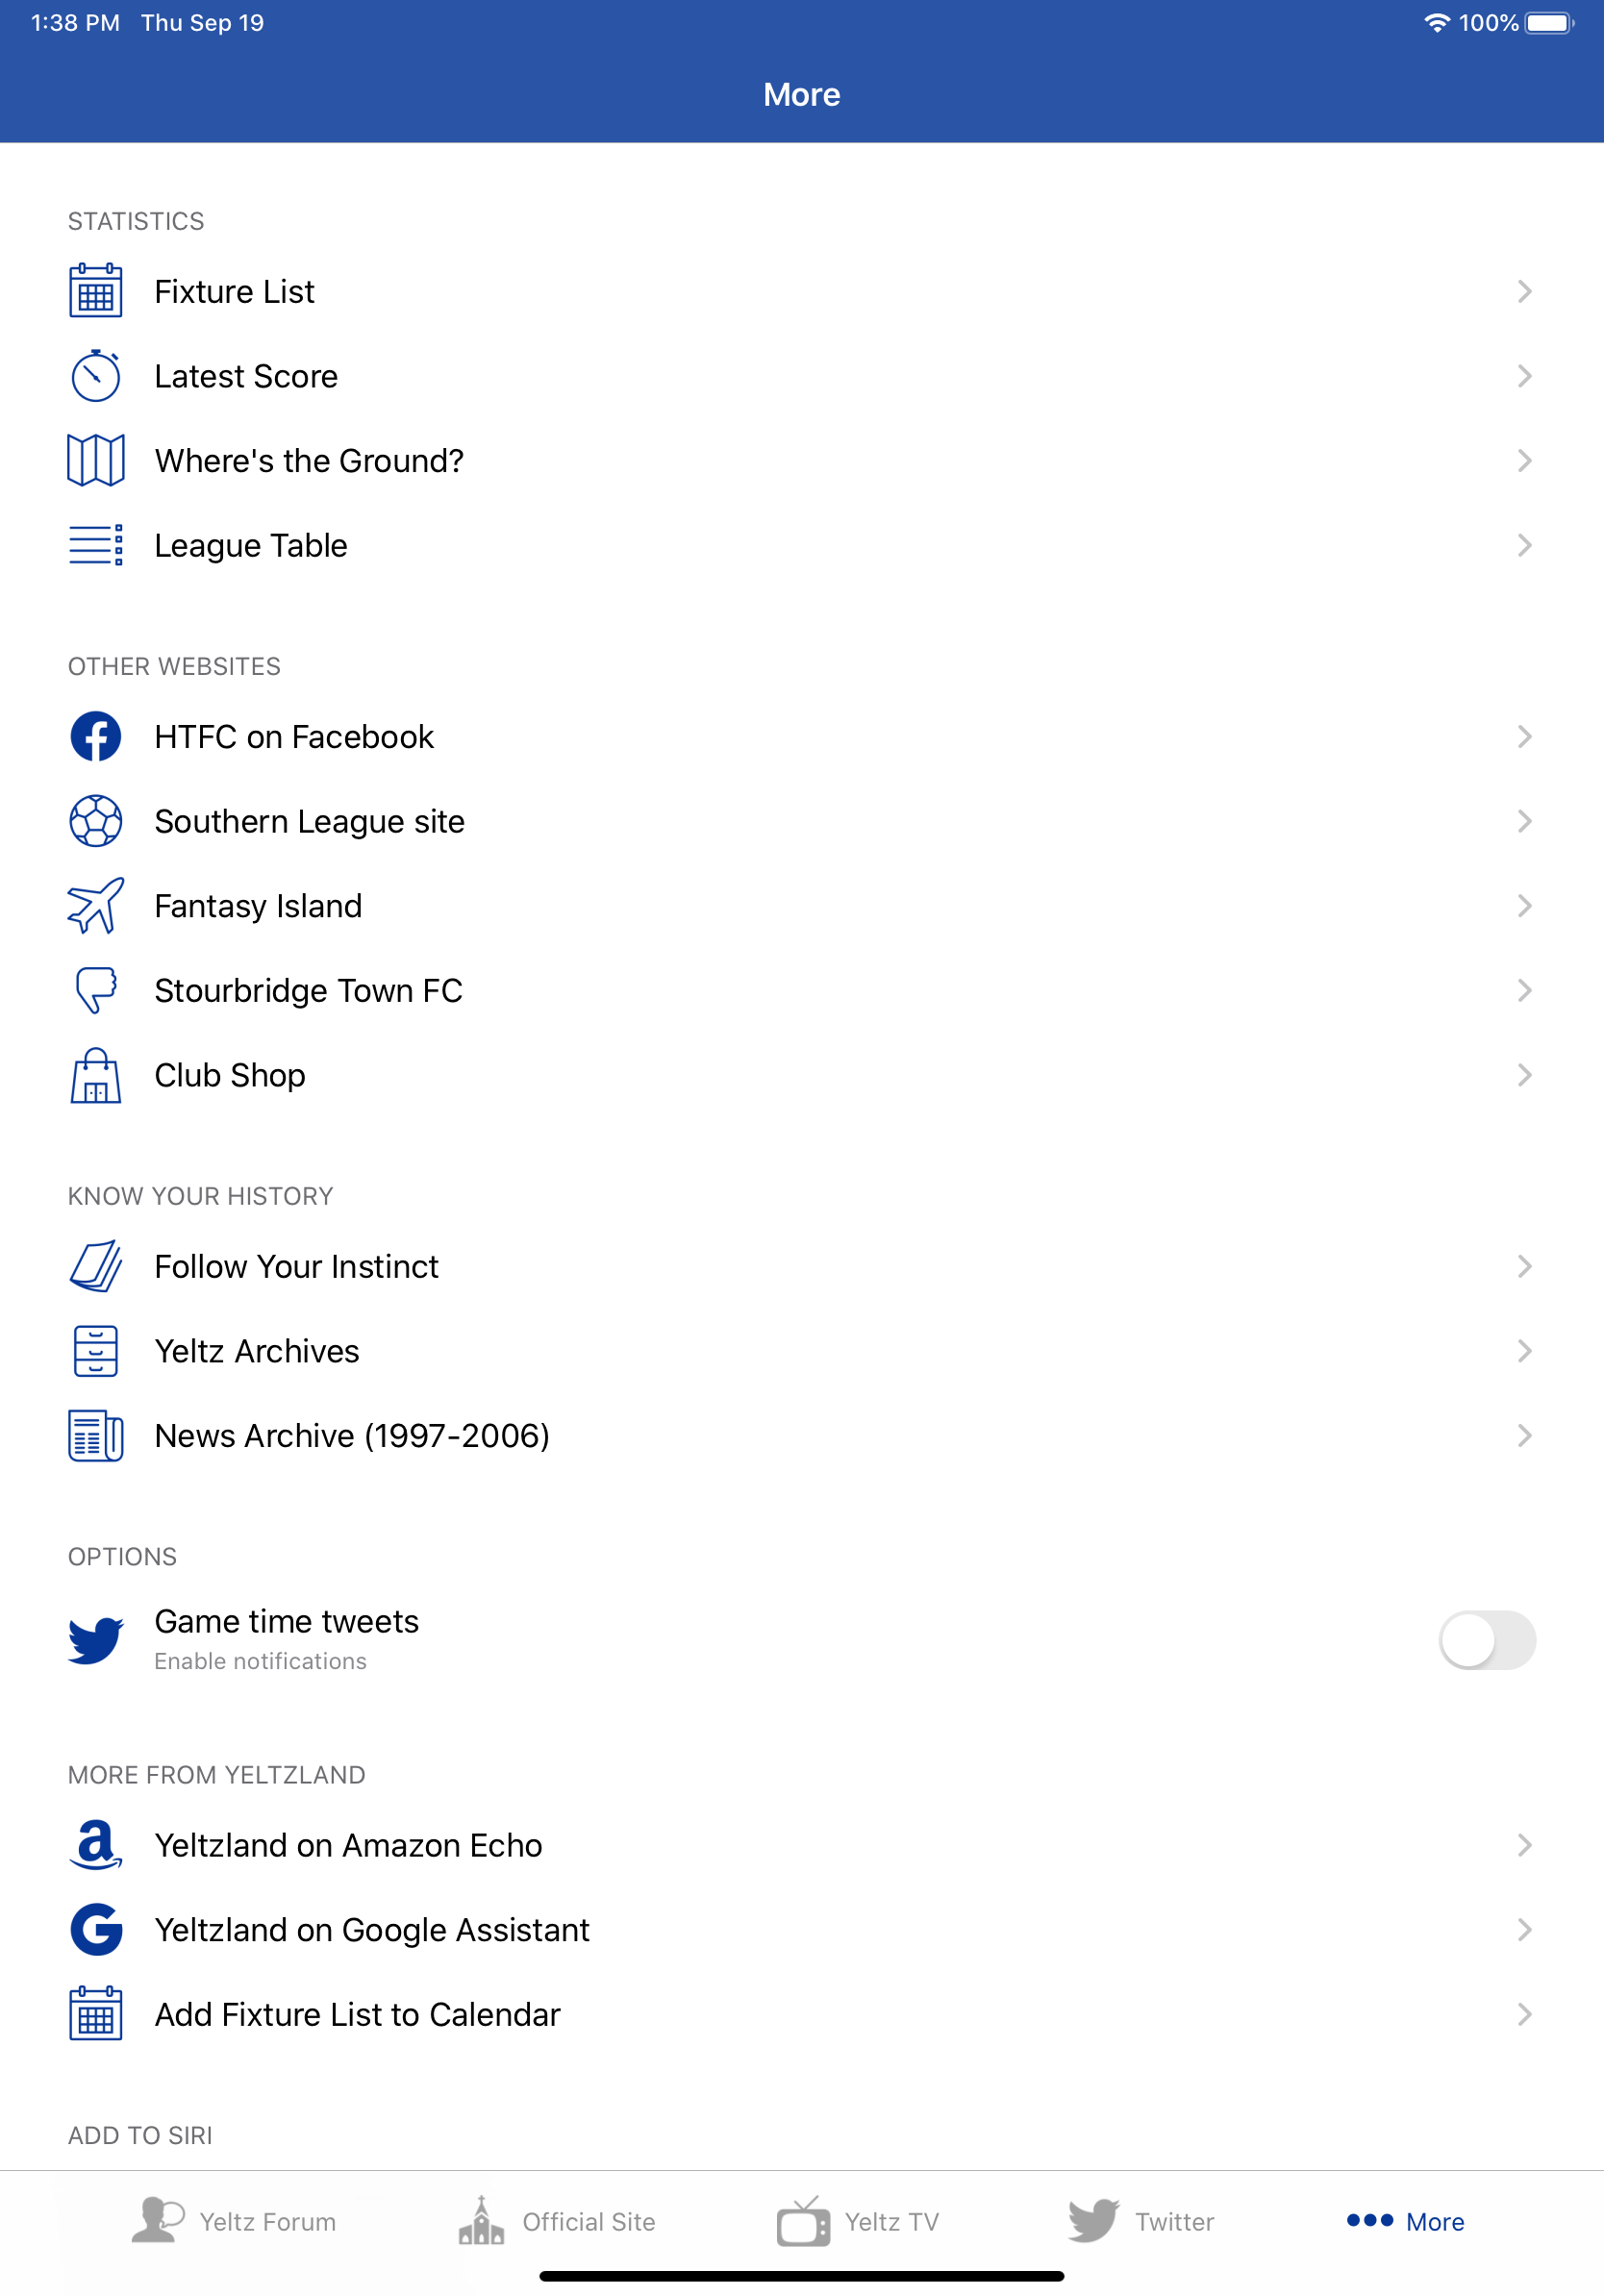 1:38 PM Thu Sep 19 100%
More
STATISTICS
Fixture List
Latest Score
Where's the Ground?
League Table
OTHER WEBSITES
HTFC on Facebook
Southern League site
Fantasy Island
Stourbridge Town FC
Club Shop
KNOW YOUR HISTORY
Follow Your Instinct
Yeltz Archives
News Archive (1997-2006)
OPTIONS
Game time tweets
Enable notifications
MORE FROM YELTZLAND
Yeltzland on Amazon Echo
Yeltzland on Google Assistant
Add Fixture List to Calendar
ADD TO SIRI
Yeltz Forum Official Site Yeltz TV Twitter More